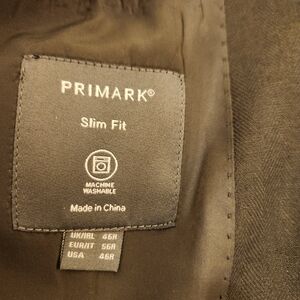 PRIMARK®
Slim Fit
MACHINE
WASHABLE
Made in China
UK/IRL 46R
EUR/IT 56R
USA 46R